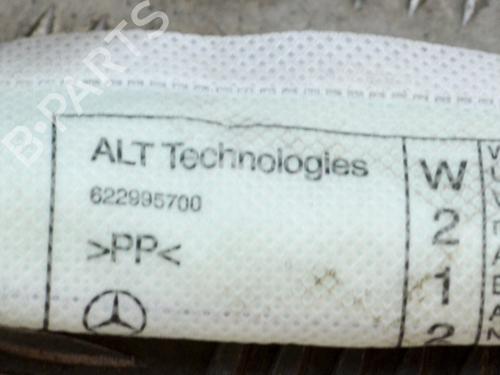 B-PARTS
ALT Technologies
622995700
>PP<
W
2
1
2